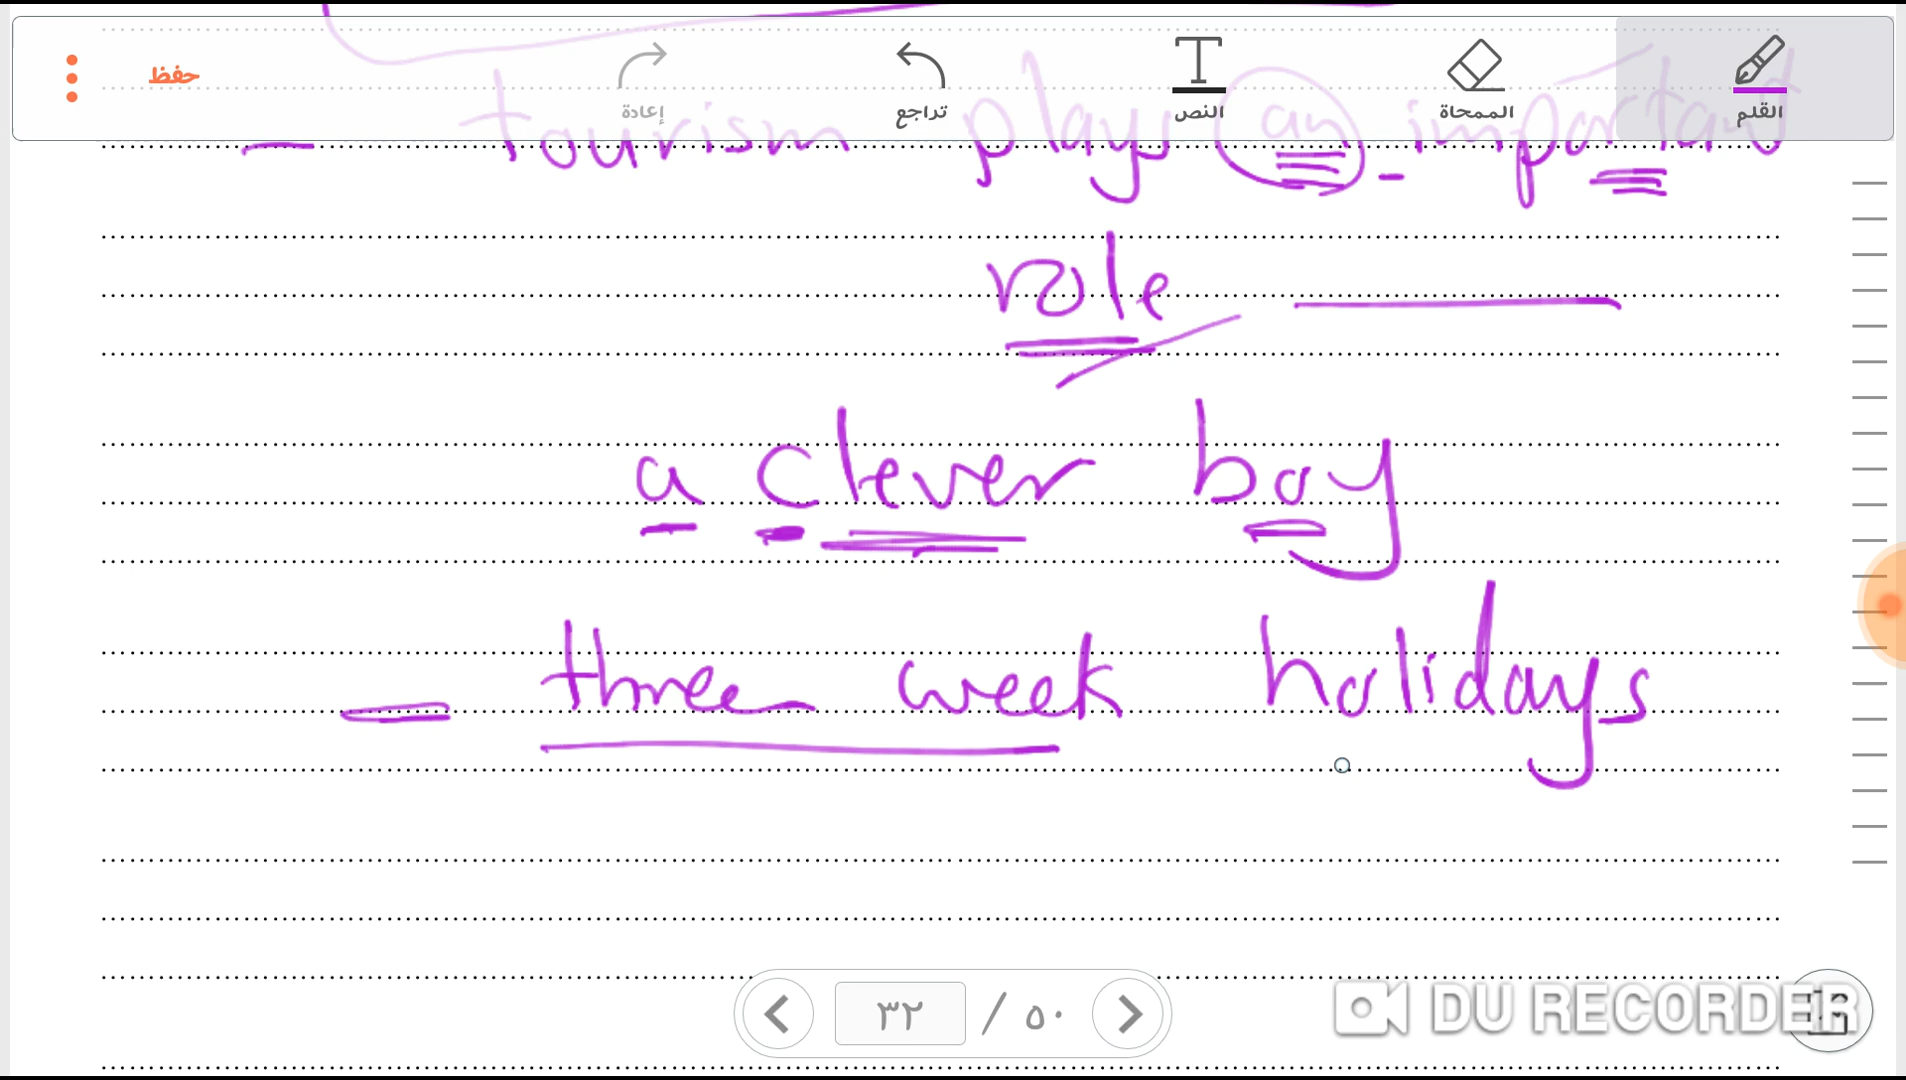 حفظ
إعادة
تراجع
النص
الممحاة
القلم
tourism plays an important
role
a clever boy
three week holidays
٣٢ / ٥٠
DU RECORDER